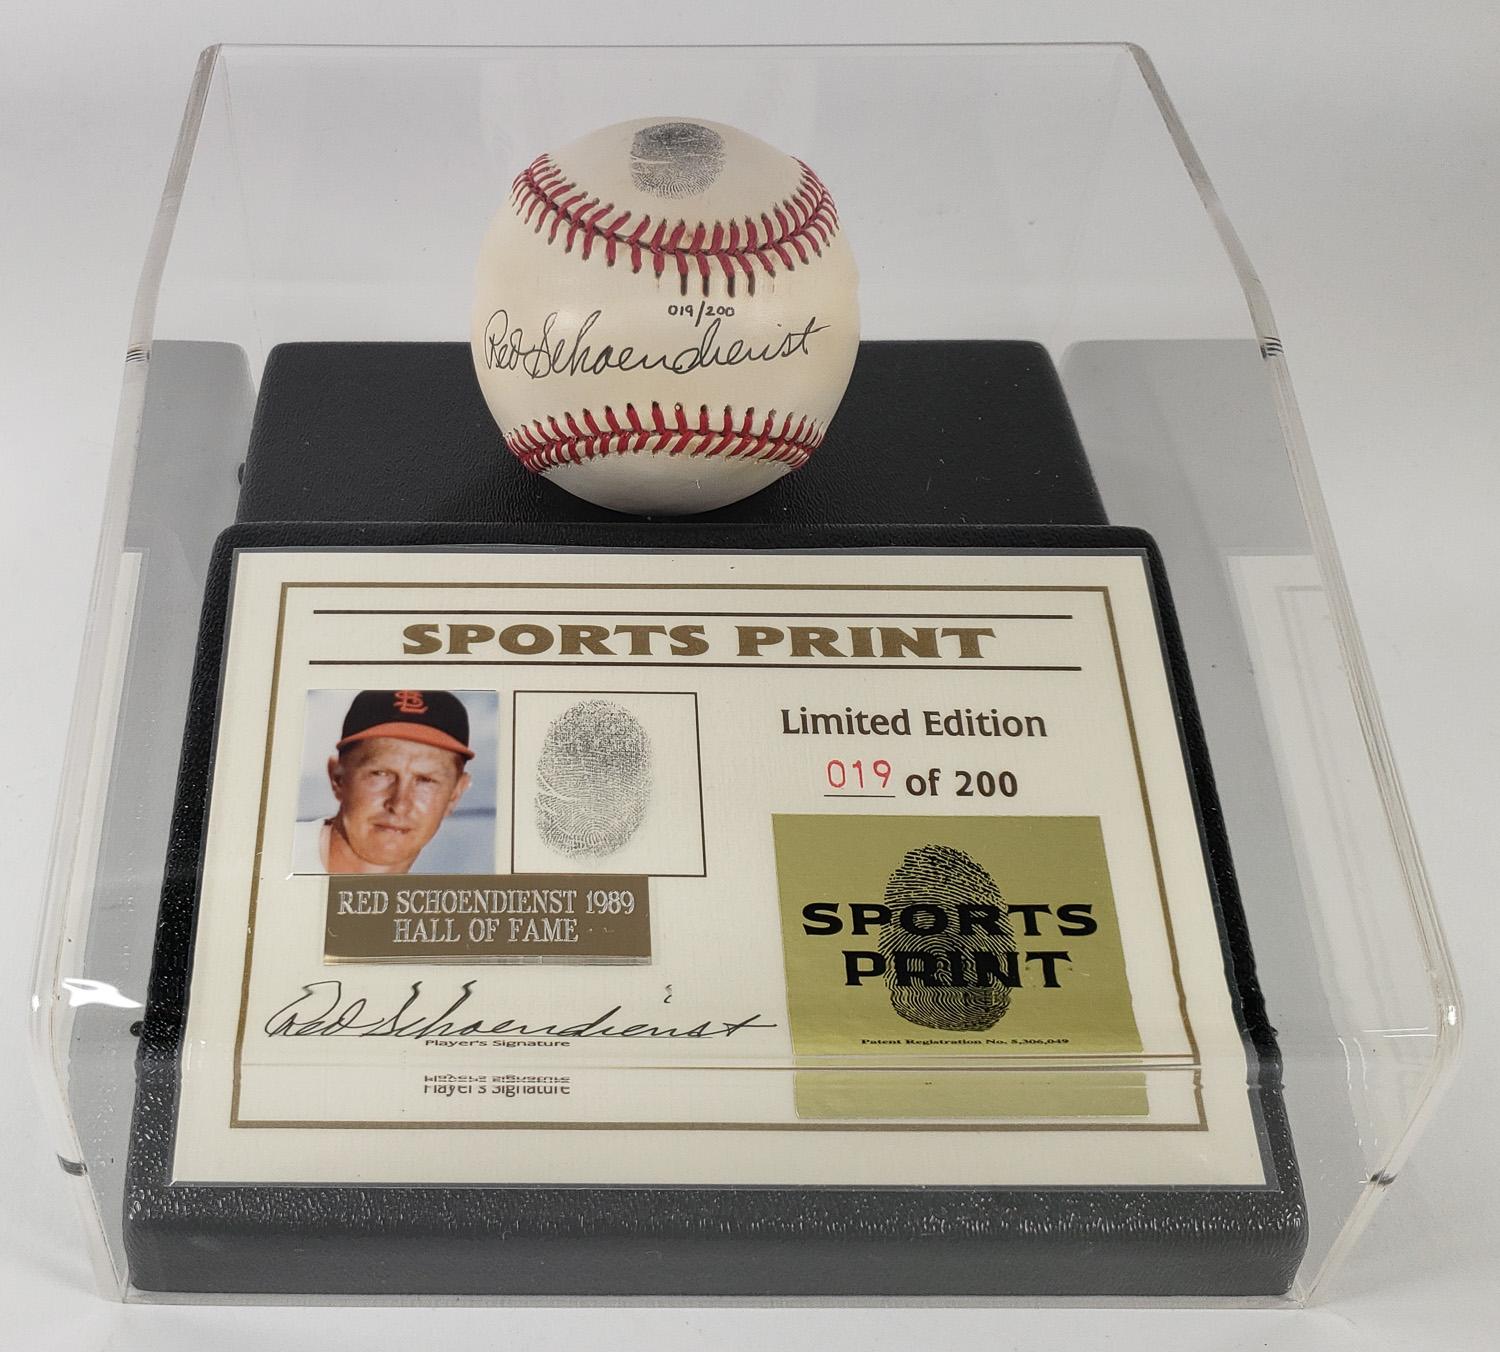 019/200
Red Schoendienst
SPORTS PRINT
SL
Limited Edition
019 of 200
RED SCHOENDIENST 1989
HALL OF FAME
SPORTS
PRINT
Red Schoendienst
Player's Signature
Patent Registration No. 5,306,049
Player's Signature